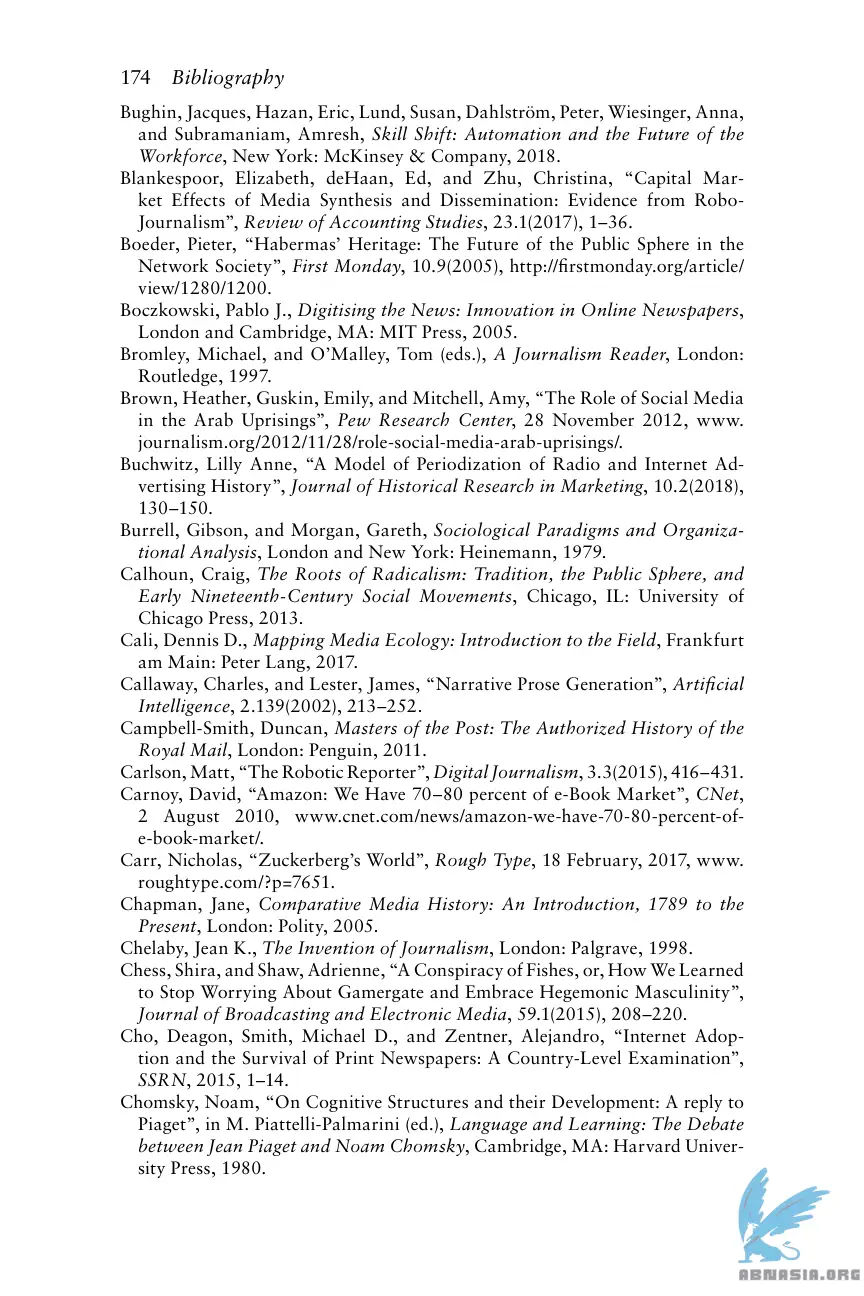 174 Bibliography
Bughin, Jacques, Hazan, Eric, Lund, Susan, Dahlström, Peter, Wiesinger, Anna,
and Subramaniam, Amresh, Skill Shift: Automation and the Future of the
Workforce, New York: McKinsey & Company, 2018.
Blankespoor, Elizabeth, deHaan, Ed, and Zhu, Christina, “Capital Mar-
ket Effects of Media Synthesis and Dissemination: Evidence from Robo-
Journalism”, Review of Accounting Studies, 23.1(2017), 1–36.
Boeder, Pieter, “Habermas’ Heritage: The Future of the Public Sphere in the
Network Society”, First Monday, 10.9(2005), http://firstmonday.org/article/
view/1280/1200.
Boczkowski, Pablo J., Digitising the News: Innovation in Online Newspapers,
London and Cambridge, MA: MIT Press, 2005.
Bromley, Michael, and O’Malley, Tom (eds.), A Journalism Reader, London:
Routledge, 1997.
Brown, Heather, Guskin, Emily, and Mitchell, Amy, “The Role of Social Media
in the Arab Uprisings”, Pew Research Center, 28 November 2012, www.
journalism.org/2012/11/28/role-social-media-arab-uprisings/.
Buchwitz, Lilly Anne, “A Model of Periodization of Radio and Internet Ad-
vertising History”, Journal of Historical Research in Marketing, 10.2(2018),
130–150.
Burrell, Gibson, and Morgan, Gareth, Sociological Paradigms and Organiza-
tional Analysis, London and New York: Heinemann, 1979.
Calhoun, Craig, The Roots of Radicalism: Tradition, the Public Sphere, and
Early Nineteenth-Century Social Movements, Chicago, IL: University of
Chicago Press, 2013.
Cali, Dennis D., Mapping Media Ecology: Introduction to the Field, Frankfurt
am Main: Peter Lang, 2017.
Callaway, Charles, and Lester, James, “Narrative Prose Generation”, Artificial
Intelligence, 2.139(2002), 213–252.
Campbell-Smith, Duncan, Masters of the Post: The Authorized History of the
Royal Mail, London: Penguin, 2011.
Carlson, Matt, “The Robotic Reporter”, Digital Journalism, 3.3(2015), 416–431.
Carnoy, David, “Amazon: We Have 70–80 percent of e-Book Market”, CNet,
2 August 2010, www.cnet.com/news/amazon-we-have-70-80-percent-of-
e-book-market/.
Carr, Nicholas, “Zuckerberg’s World”, Rough Type, 18 February, 2017, www.
roughtype.com/?p=7651.
Chapman, Jane, Comparative Media History: An Introduction, 1789 to the
Present, London: Polity, 2005.
Chelaby, Jean K., The Invention of Journalism, London: Palgrave, 1998.
Chess, Shira, and Shaw, Adrienne, “A Conspiracy of Fishes, or, How We Learned
to Stop Worrying About Gamergate and Embrace Hegemonic Masculinity”,
Journal of Broadcasting and Electronic Media, 59.1(2015), 208–220.
Cho, Deagon, Smith, Michael D., and Zentner, Alejandro, “Internet Adop-
tion and the Survival of Print Newspapers: A Country-Level Examination”,
SSRN, 2015, 1–14.
Chomsky, Noam, “On Cognitive Structures and their Development: A reply to
Piaget”, in M. Piattelli-Palmarini (ed.), Language and Learning: The Debate
between Jean Piaget and Noam Chomsky, Cambridge, MA: Harvard Univer-
sity Press, 1980.
ABNASIA.ORG